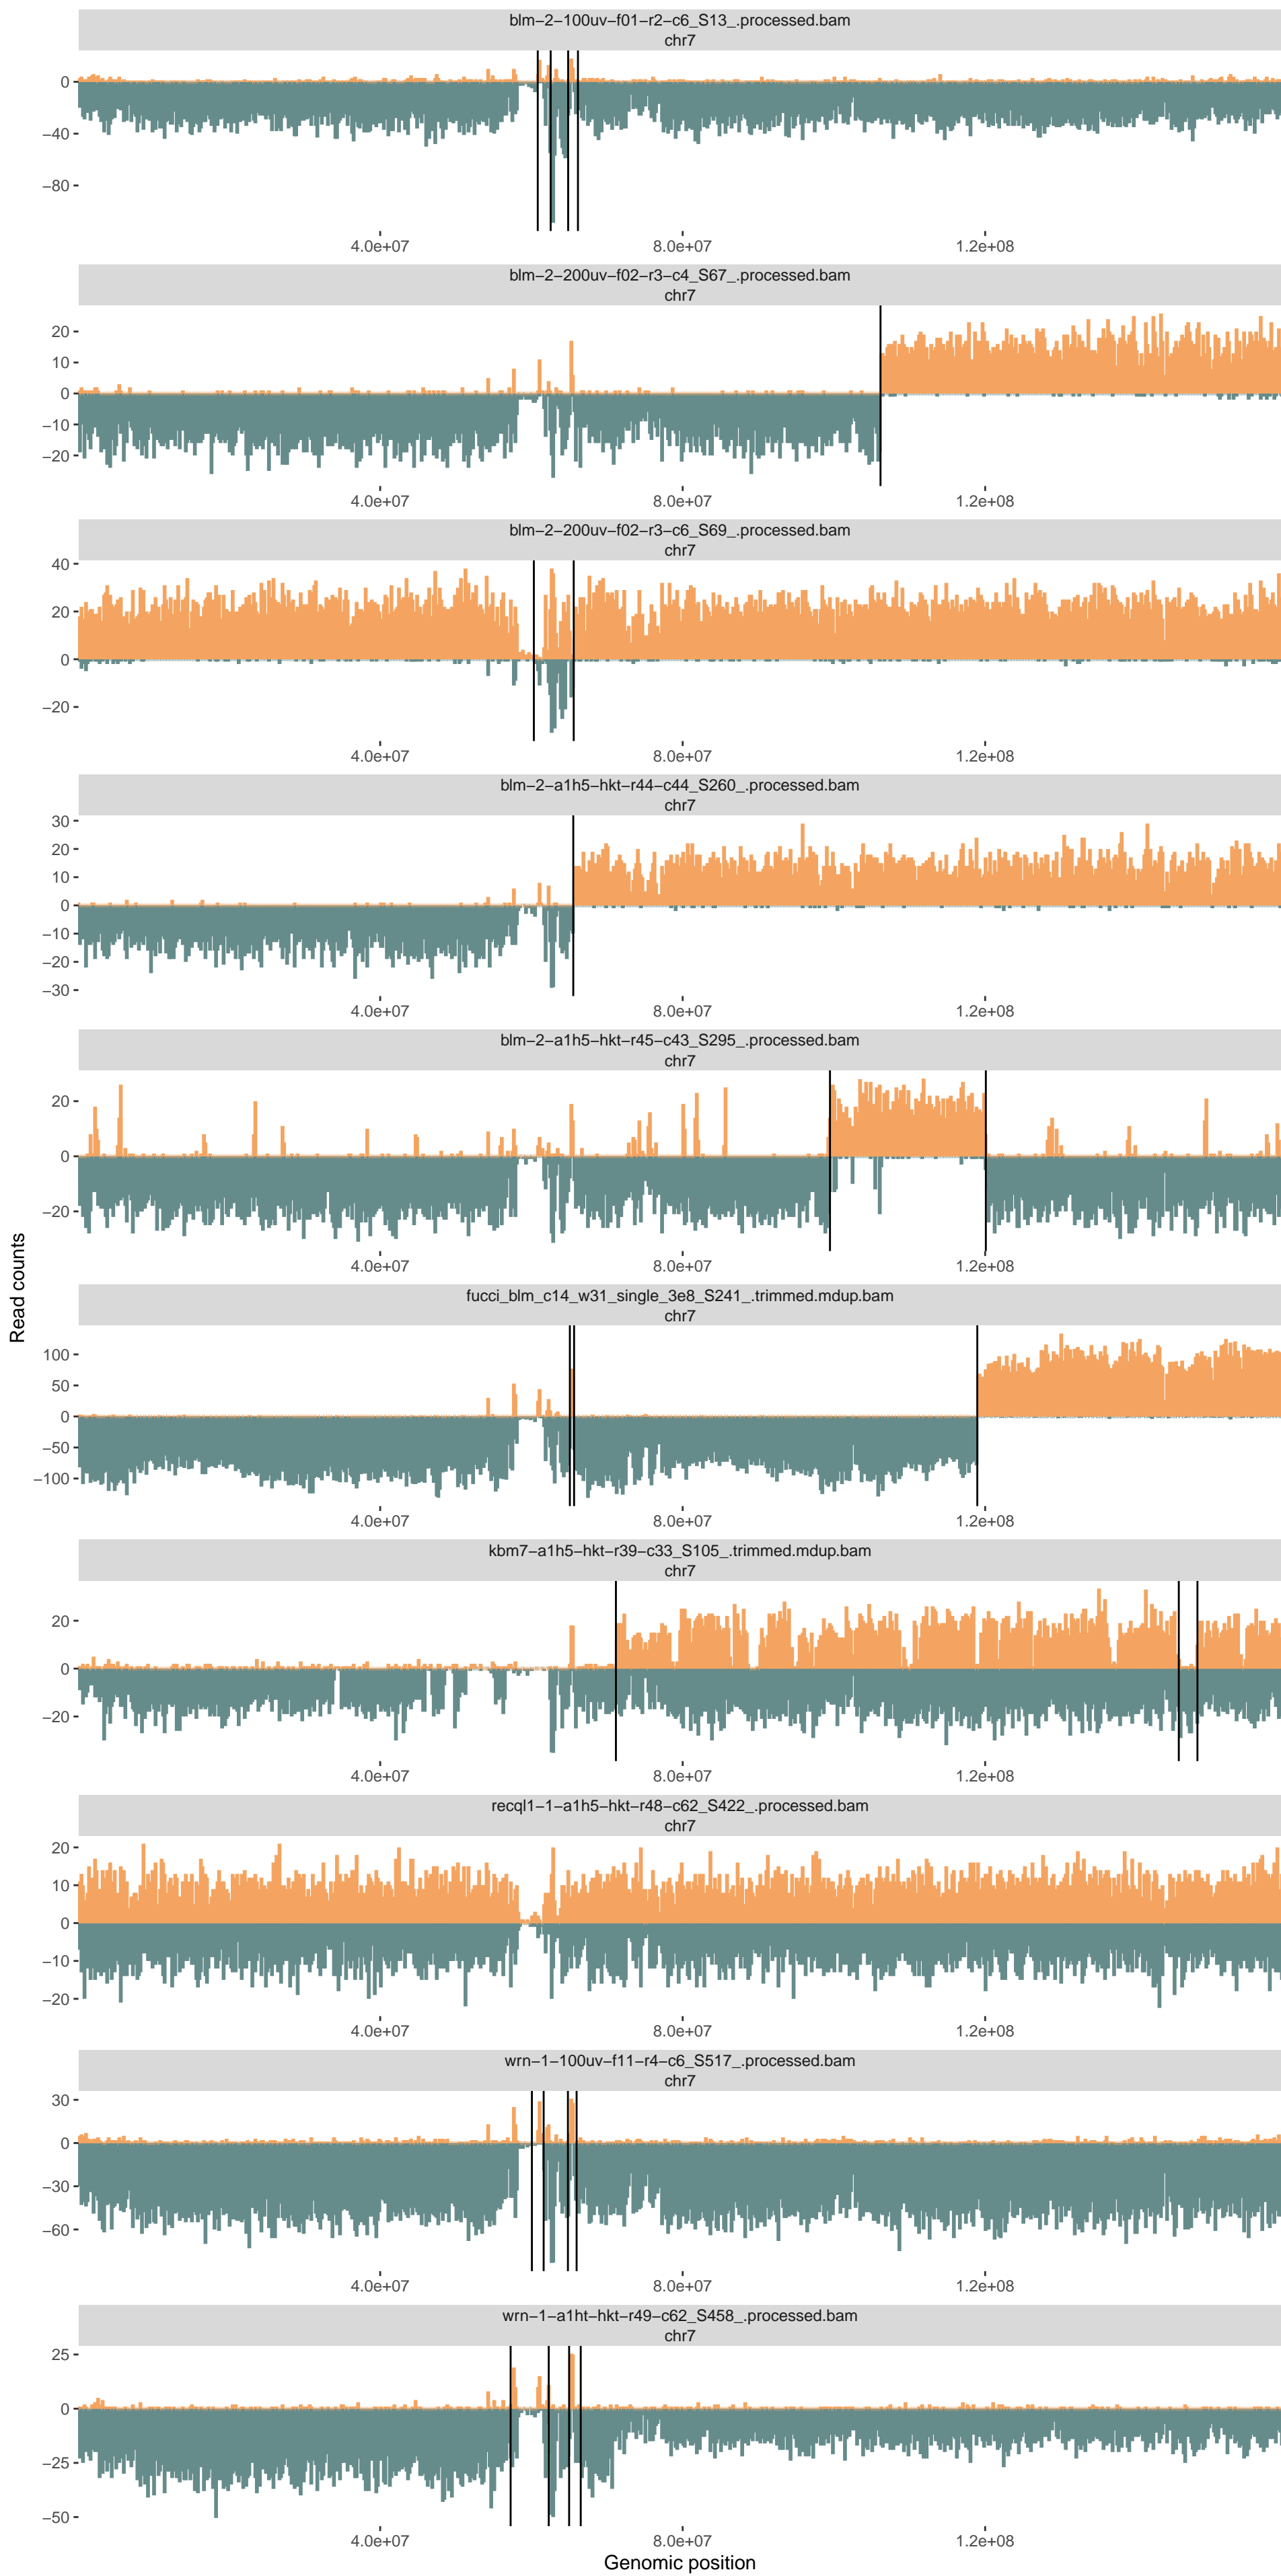 blm−2−100uv−f01−r2−c6_S13_.processed.bam
chr7
0
−40
−80
4.0e+07 8.0e+07 1.2e+08
blm−2−200uv−f02−r3−c4_S67_.processed.bam
chr7
20
10
0
−10
−20
4.0e+07 8.0e+07 1.2e+08
blm−2−200uv−f02−r3−c6_S69_.processed.bam
chr7
40
20
0
−20
4.0e+07 8.0e+07 1.2e+08
blm−2−a1h5−hkt−r44−c44_S260_.processed.bam
chr7
30
20
10
0
−10
−20
−30
4.0e+07 8.0e+07 1.2e+08
blm−2−a1h5−hkt−r45−c43_S295_.processed.bam
chr7
20
0
−20
4.0e+07 8.0e+07 1.2e+08
Read counts
fucci_blm_c14_w31_single_3e8_S241_.trimmed.mdup.bam
chr7
100
50
0
−50
−100
4.0e+07 8.0e+07 1.2e+08
kbm7−a1h5−hkt−r39−c33_S105_.trimmed.mdup.bam
chr7
20
0
−20
4.0e+07 8.0e+07 1.2e+08
recql1−1−a1h5−hkt−r48−c62_S422_.processed.bam
chr7
20
10
0
−10
−20
4.0e+07 8.0e+07 1.2e+08
wrn−1−100uv−f11−r4−c6_S517_.processed.bam
chr7
30
0
−30
−60
4.0e+07 8.0e+07 1.2e+08
wrn−1−a1ht−hkt−r49−c62_S458_.processed.bam
chr7
25
0
−25
−50
4.0e+07 8.0e+07 1.2e+08
Genomic position